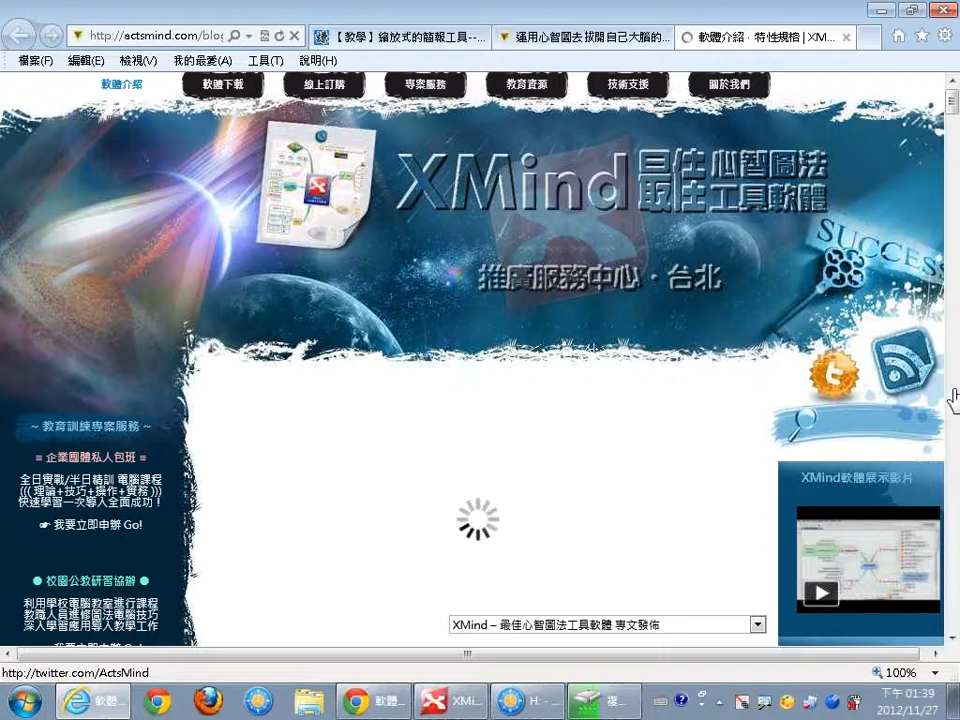 http://actsmind.com/blog
【教學】縮放式的簡報工具--...
運用心智圖去拔開自己大腦的...
軟體介紹 · 特性規格 | XM...
檔案(F) 編輯(E) 檢視(V) 我的最愛(A) 工具(T) 說明(H)
軟體介紹 軟體下載 線上訂購 專案服務 教育資源 技術支援 關於我們
XMind 最佳心智圖法
最佳工具軟體
推廣服務中心 · 台北
SUCCESS
~ 教育訓練專案服務 ~
= 企業團體私人包班 =
全日實戰/半日精訓 電腦課程
((( 理論+技巧+操作+實務 )))
快速學習一次導入全面成功！
☛ 我要立即申辦 Go!
● 校園公教研習協辦 ●
利用學校電腦教室進行課程
教職人員進修圖法電腦技巧
深入學習應用導入教學工作
我要立即申辦 Go!
XMind軟體展示影片
XMind – 最佳心智圖法工具軟體 專文發佈
http://twitter.com/ActsMind
100%
軟體... 軟體... XMi... H:... 複...
下午 01:39
2012/11/27